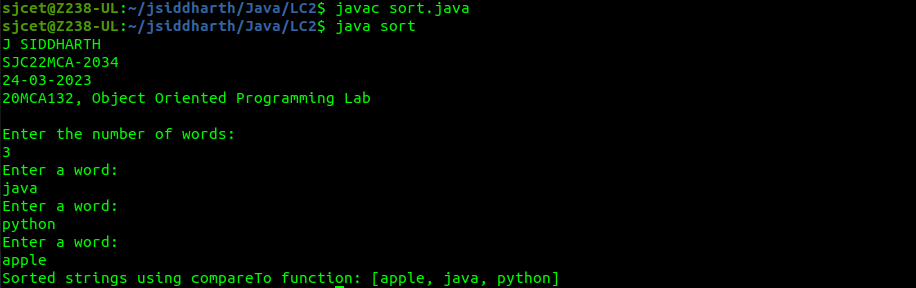 sjcet@Z238-UL:~/jsiddharth/Java/LC2$ javac sort.java
sjcet@Z238-UL:~/jsiddharth/Java/LC2$ java sort
J SIDDHARTH
SJC22MCA-2034
24-03-2023
20MCA132, Object Oriented Programming Lab
Enter the number of words:
3
Enter a word:
java
Enter a word:
python
Enter a word:
apple
Sorted strings using compareTo function: [apple, java, python]